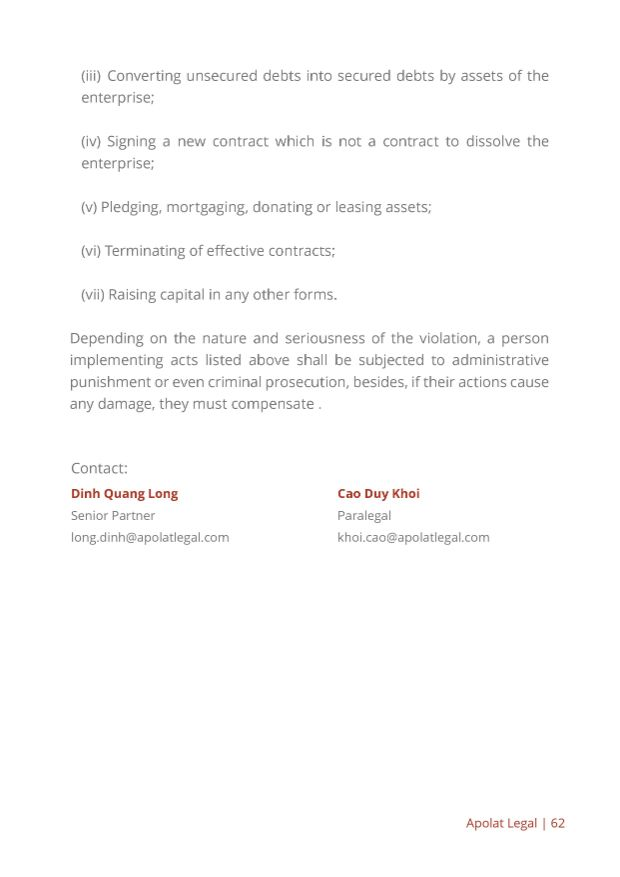 (iii) Converting unsecured debts into secured debts by assets of the
enterprise;
(iv) Signing a new contract which is not a contract to dissolve the
enterprise;
(v) Pledging, mortgaging, donating or leasing assets;
(vi) Terminating of effective contracts;
(vii) Raising capital in any other forms.
Depending on the nature and seriousness of the violation, a person
implementing acts listed above shall be subjected to administrative
punishment or even criminal prosecution, besides, if their actions cause
any damage, they must compensate .
Contact:
Dinh Quang Long
Senior Partner
long.dinh@apolatlegal.com
Cao Duy Khoi
Paralegal
khoi.cao@apolatlegal.com
Apolat Legal | 62